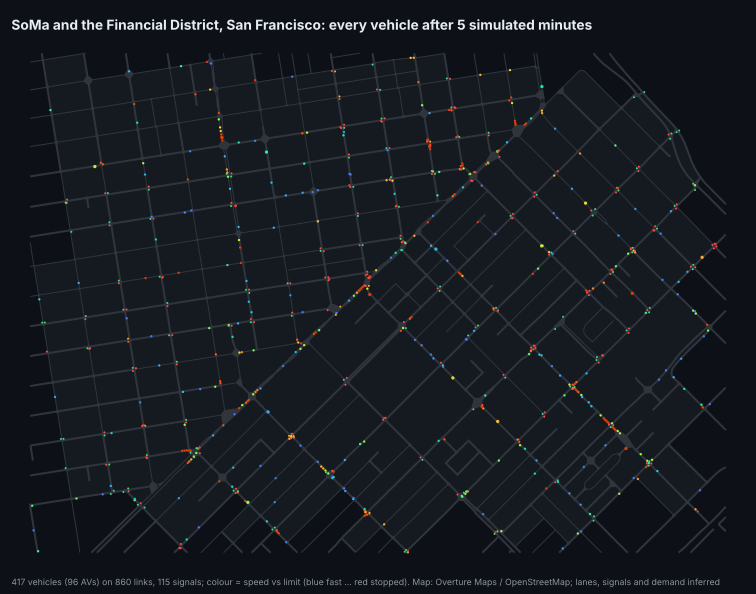 SoMa and the Financial District, San Francisco: every vehicle after 5 simulated minutes
417 vehicles (96 AVs) on 860 links, 115 signals; colour = speed vs limit (blue fast ... red stopped). Map: Overture Maps / OpenStreetMap; lanes, signals and demand inferred